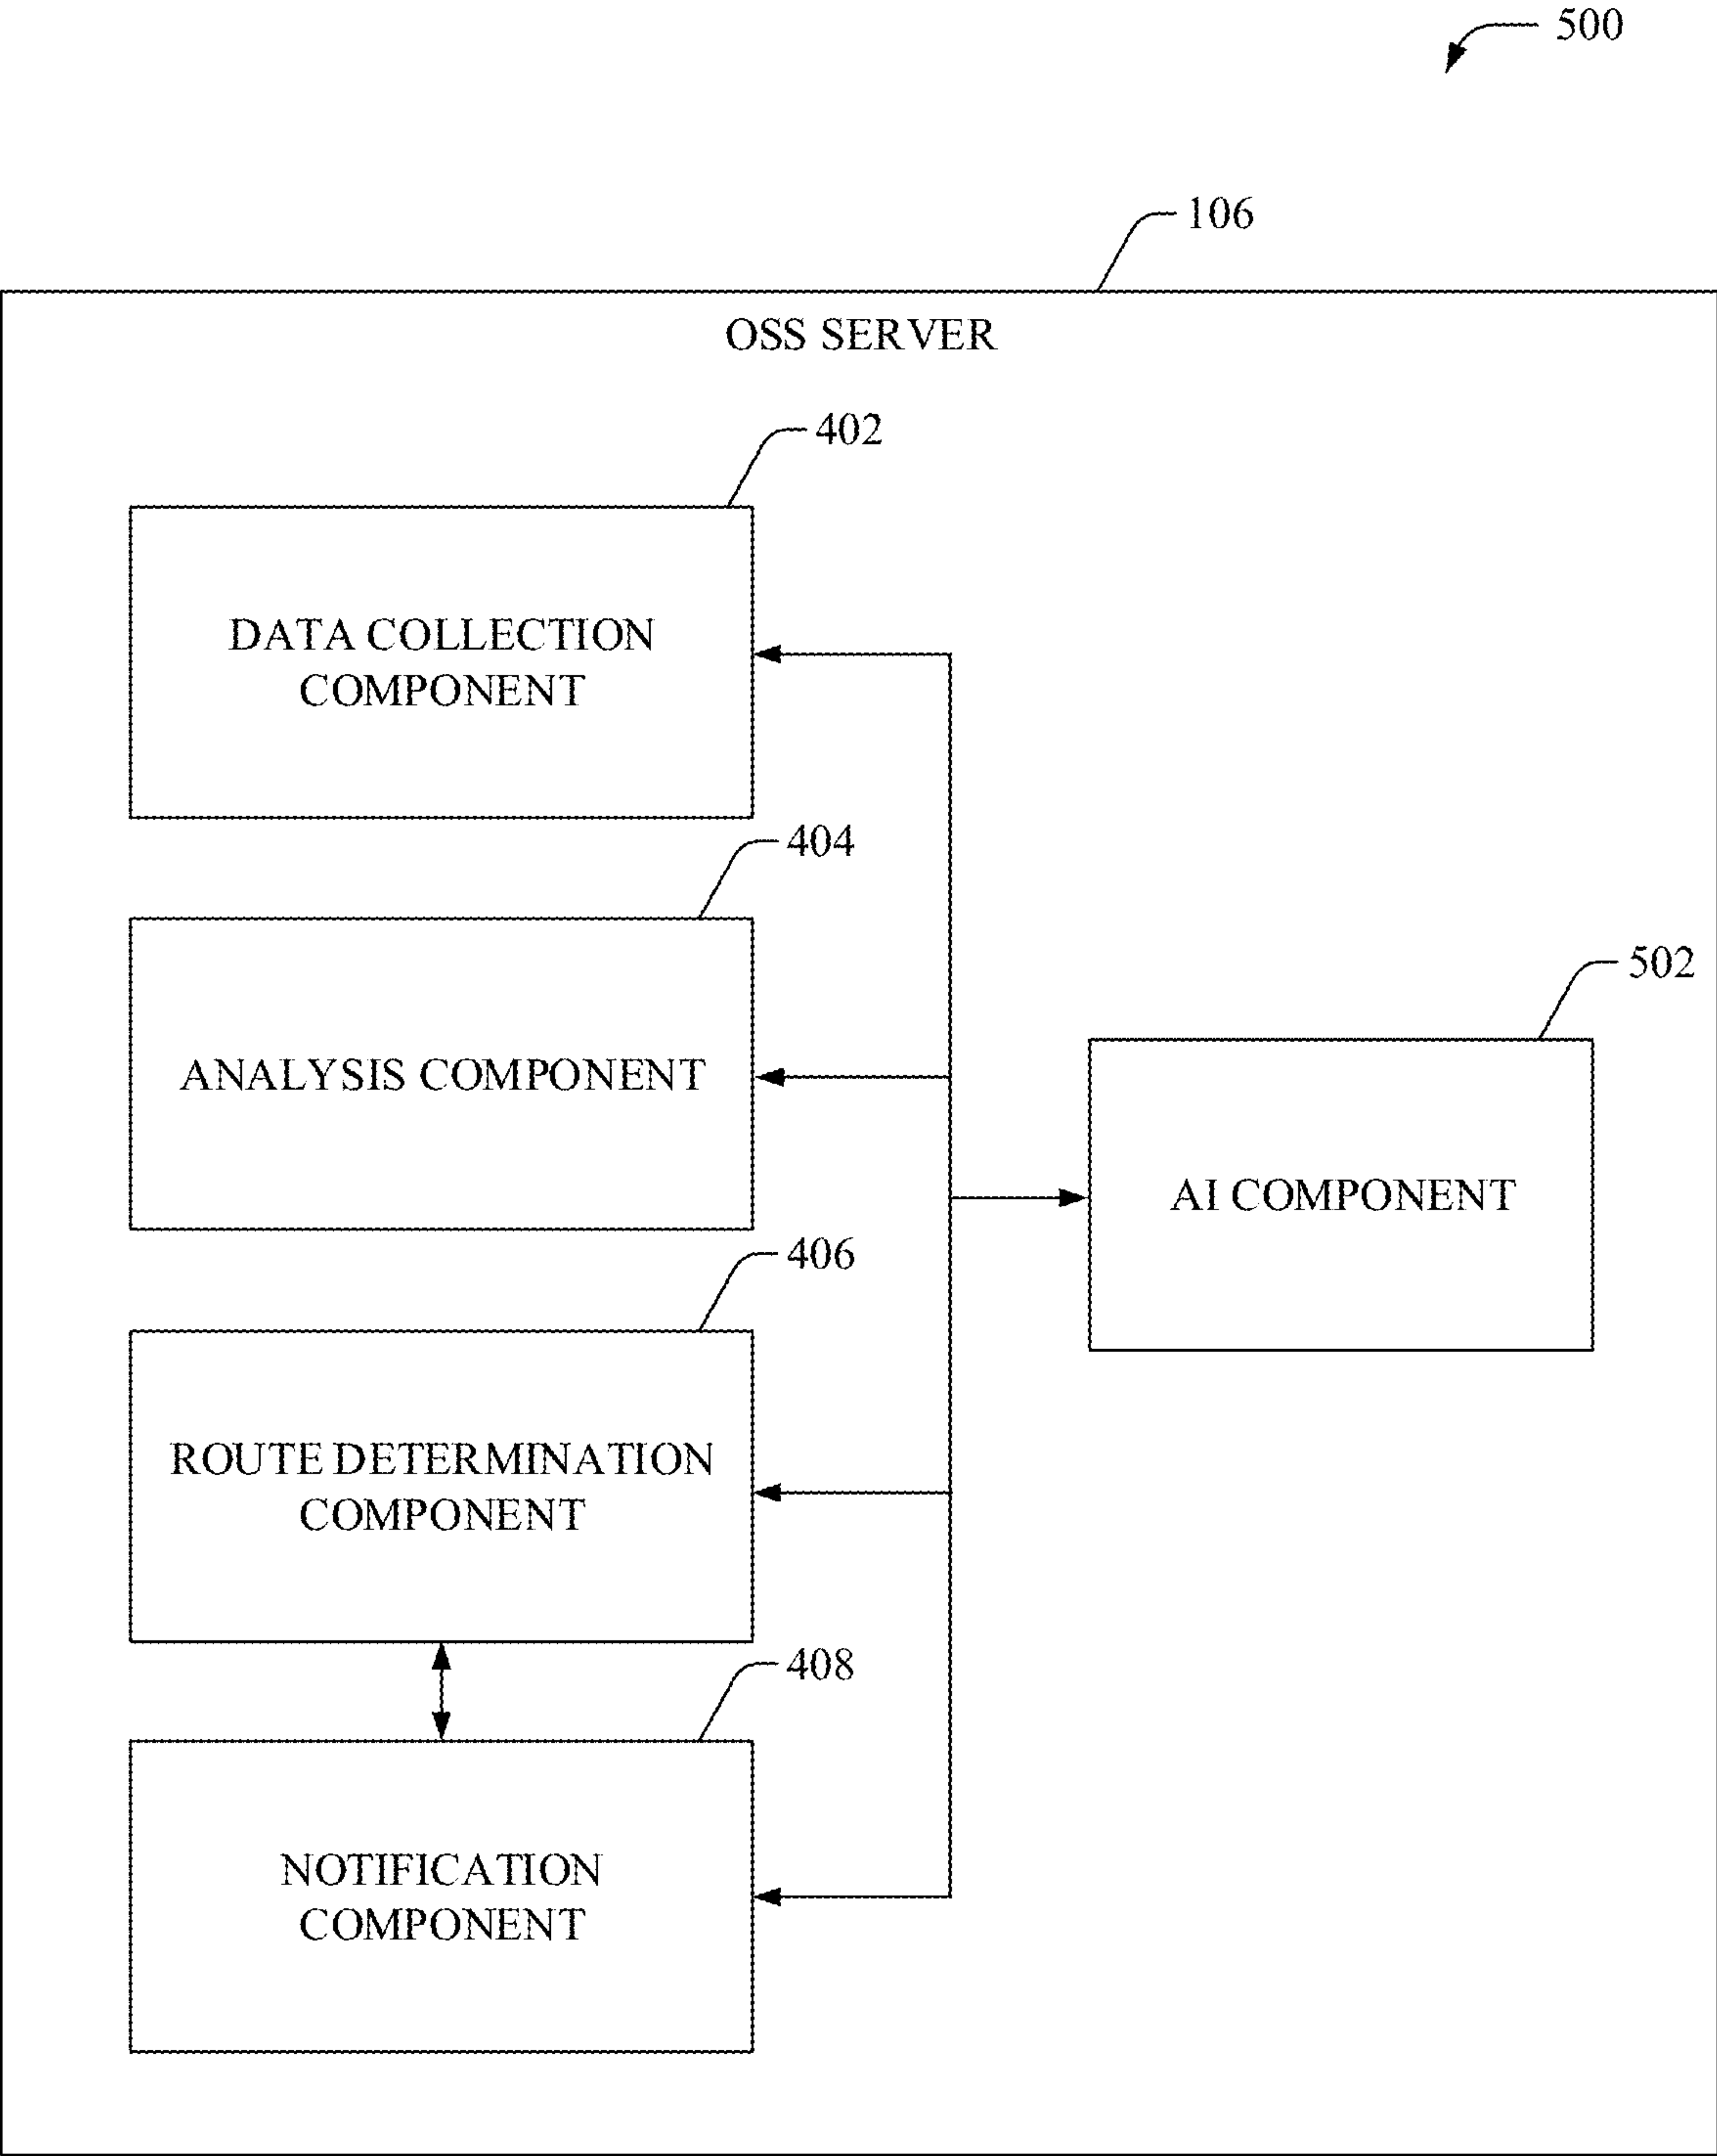 500
106
OSS SERVER
402
DATA COLLECTION
COMPONENT
404
ANALYSIS COMPONENT
502
AI COMPONENT
406
ROUTE DETERMINATION
COMPONENT
408
NOTIFICATION
COMPONENT